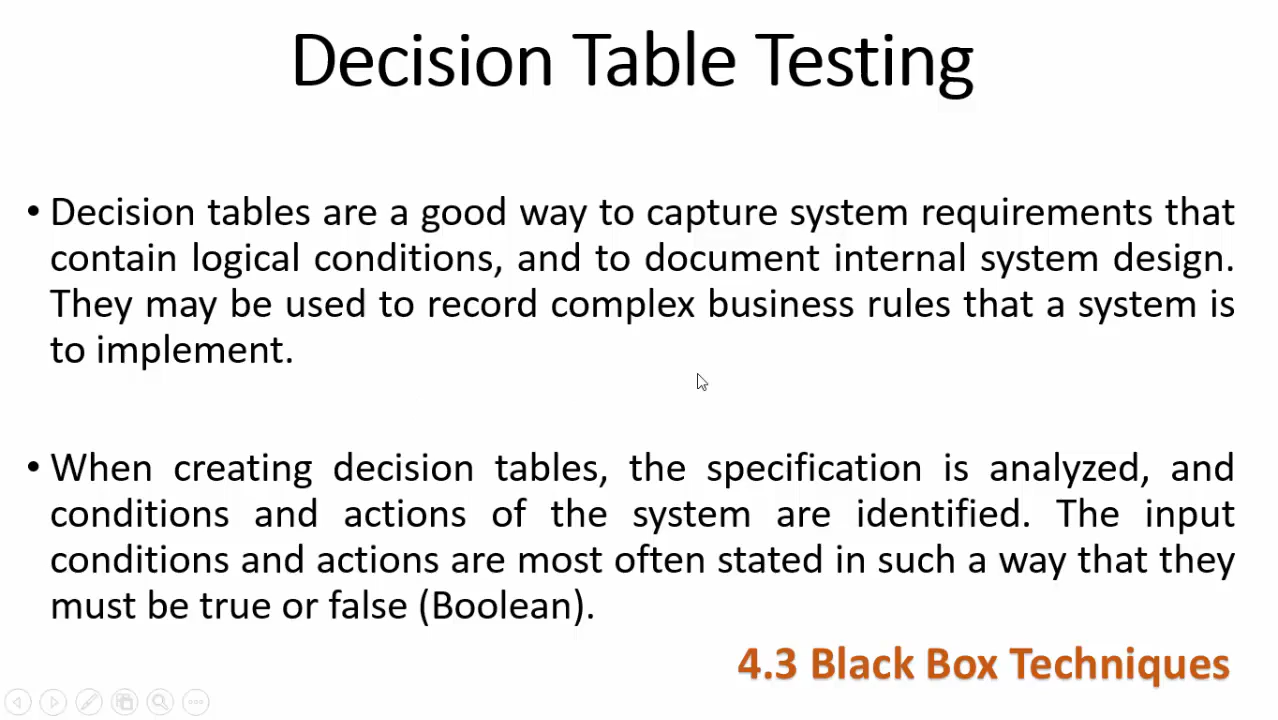 Decision Table Testing
• Decision tables are a good way to capture system requirements that
contain logical conditions, and to document internal system design.
They may be used to record complex business rules that a system is
to implement.
• When creating decision tables, the specification is analyzed, and
conditions and actions of the system are identified. The input
conditions and actions are most often stated in such a way that they
must be true or false (Boolean).
4.3 Black Box Techniques